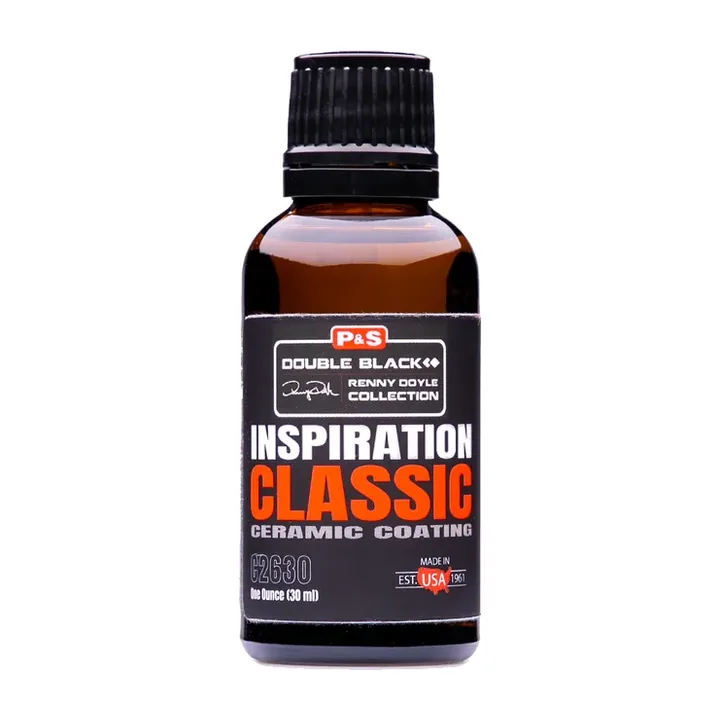 P&S
DOUBLE BLACK
RENNY DOYLE
COLLECTION
INSPIRATION
CLASSIC
CERAMIC COATING
C2630
One Ounce (30 ml)
MADE IN
EST. USA 1961